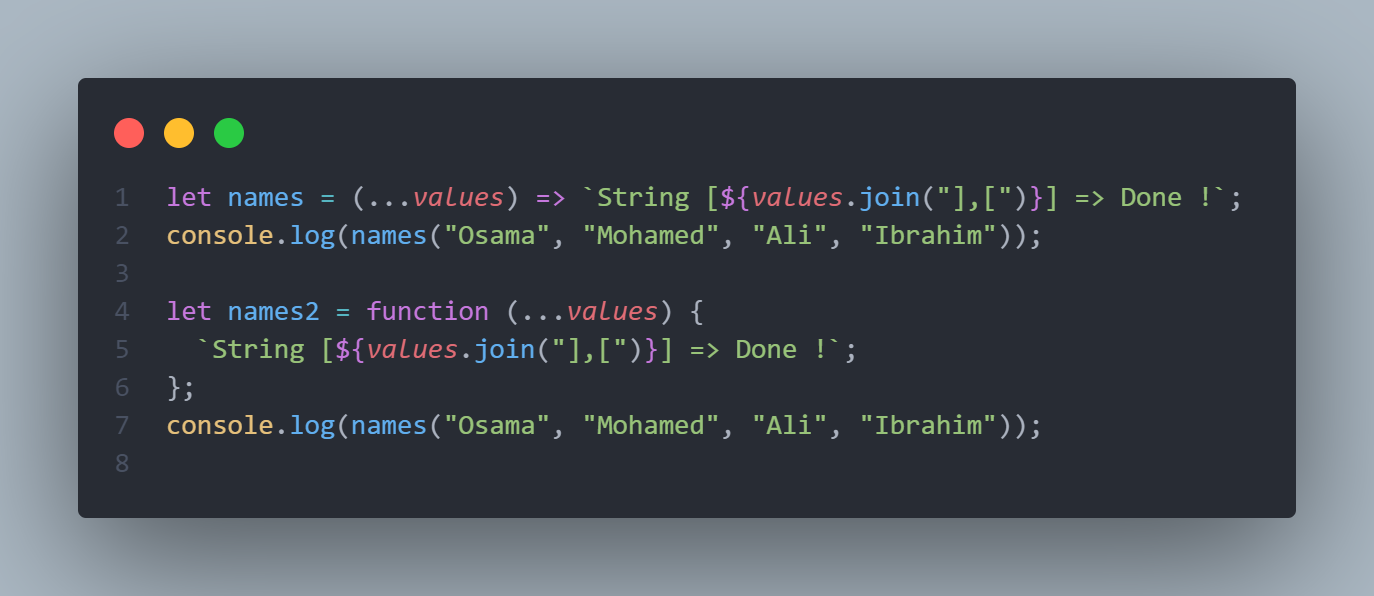 1 let names = (...values) => `String [${values.join("],[")}] => Done !`;
2 console.log(names("Osama", "Mohamed", "Ali", "Ibrahim"));
3
4 let names2 = function (...values) {
5   `String [${values.join("],[")}] => Done !`;
6 };
7 console.log(names("Osama", "Mohamed", "Ali", "Ibrahim"));
8